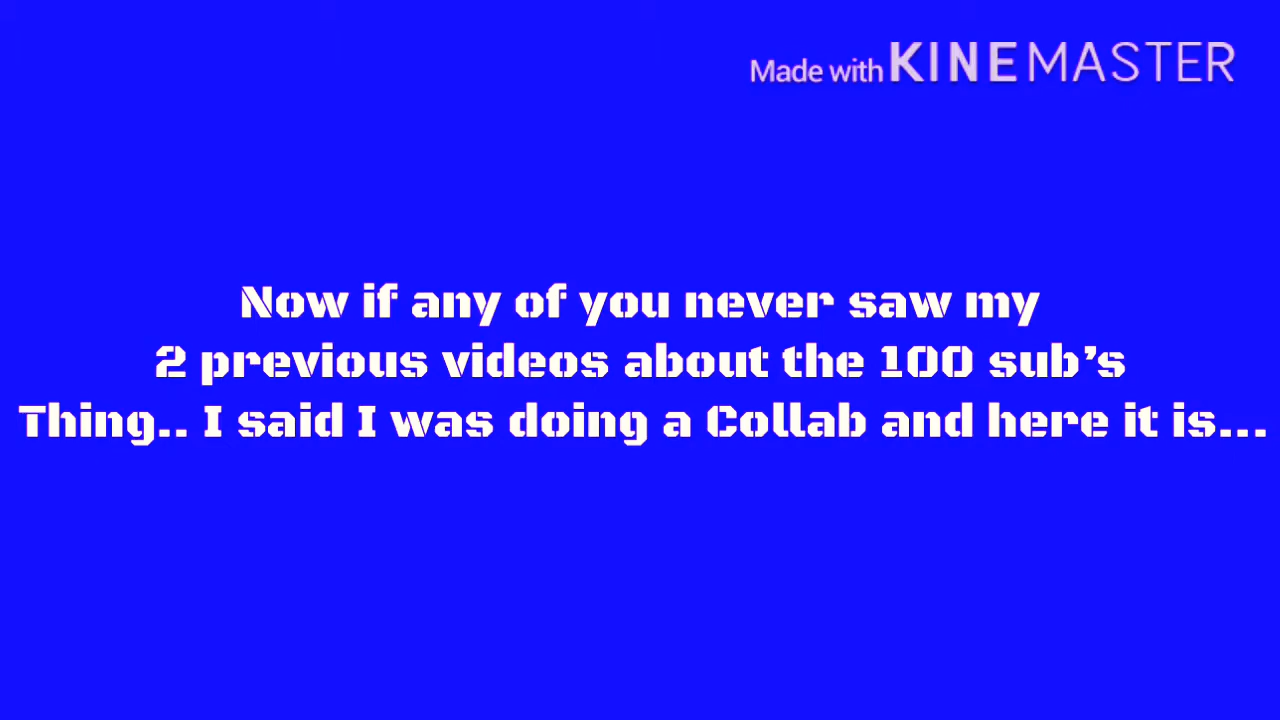 Made with KINEMASTER
Now if any of you never saw my
2 previous videos about the 100 sub's
Thing.. I said I was doing a Collab and here it is...